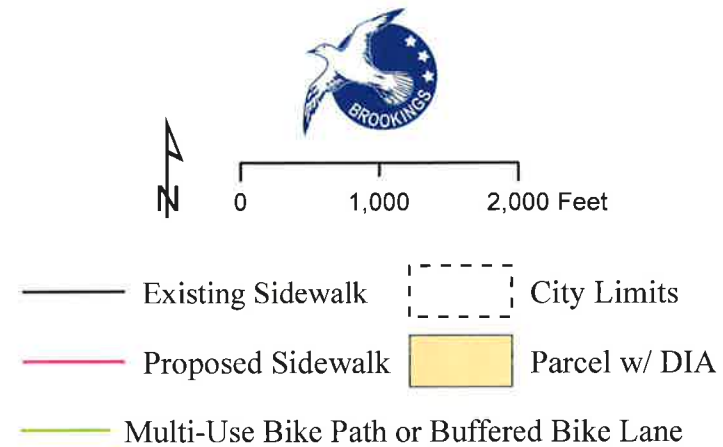 BROOKINGS
N
0 1,000 2,000 Feet
Existing Sidewalk City Limits
Proposed Sidewalk Parcel w/ DIA
Multi-Use Bike Path or Buffered Bike Lane